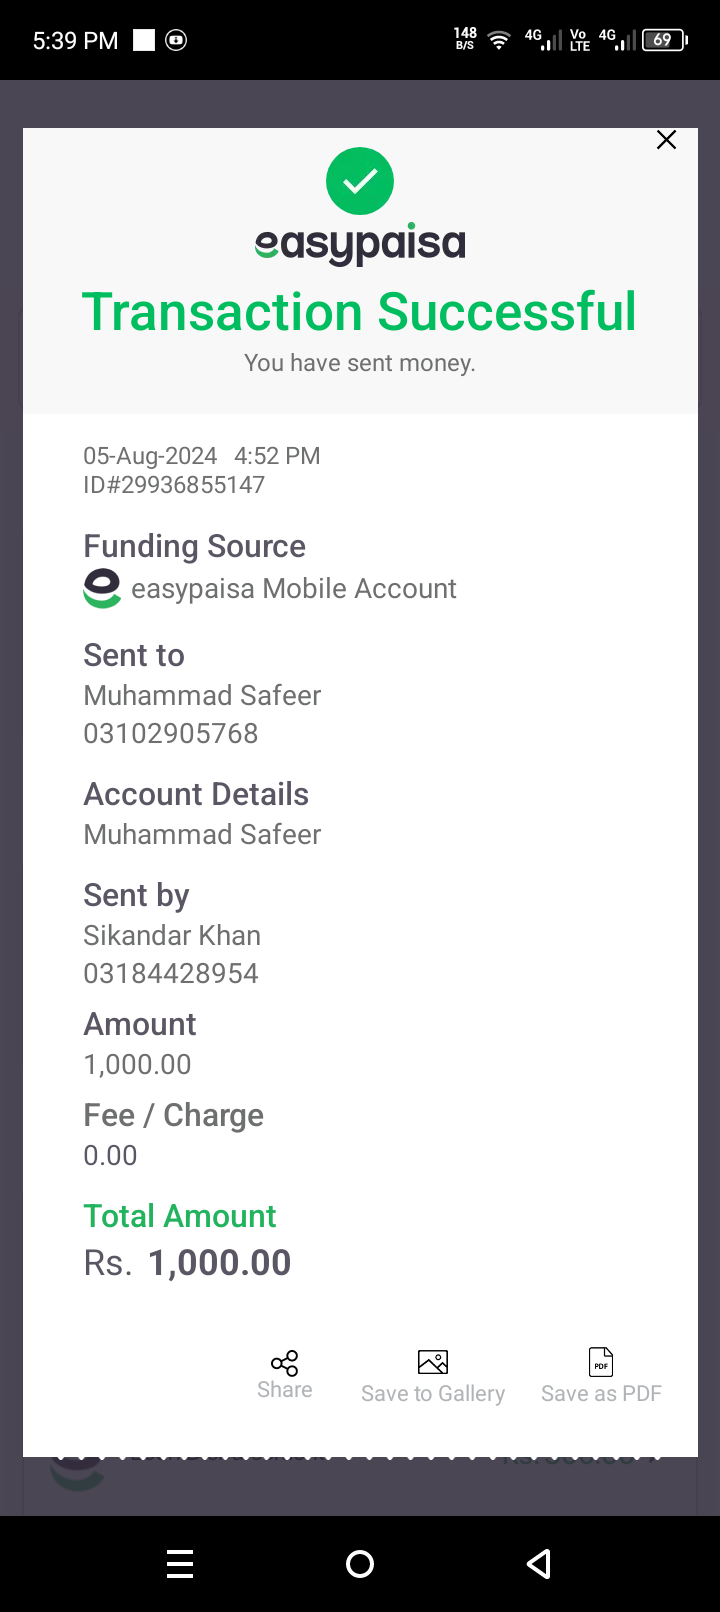 5:39 PM
148
B/S
4G
Vo
LTE
4G
69
easypaisa
Transaction Successful
You have sent money.
05-Aug-2024 4:52 PM
ID#29936855147
Funding Source
easypaisa Mobile Account
Sent to
Muhammad Safeer
03102905768
Account Details
Muhammad Safeer
Sent by
Sikandar Khan
03184428954
Amount
1,000.00
Fee / Charge
0.00
Total Amount
Rs. 1,000.00
PDF
Share
Save to Gallery
Save as PDF